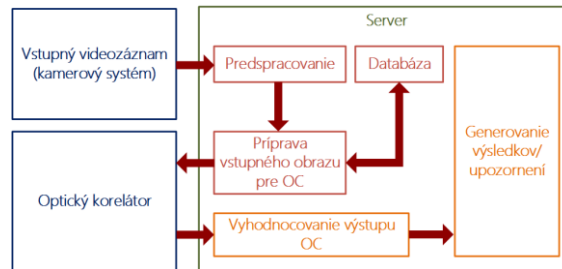 Server
Vstupný videozáznam
(kamerový systém)
Predspracovanie
Databáza
Generovanie
výsledkov/
upozornení
Príprava
vstupného obrazu
pre OC
Optický korelátor
Vyhodnocovanie výstupu
OC